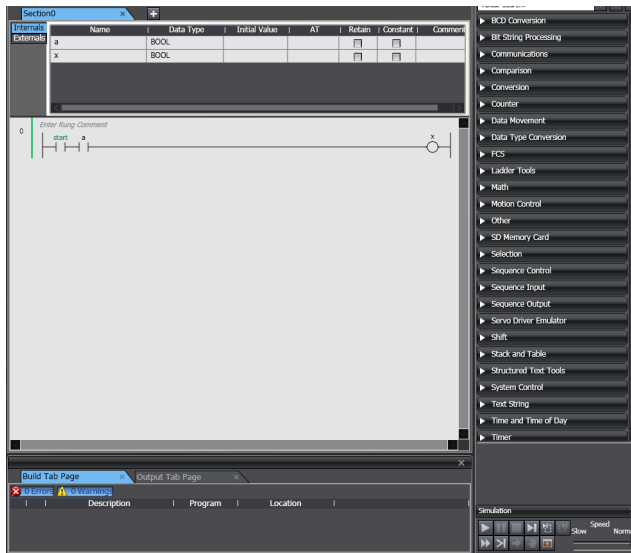 Section0 × +
Internals Name | Data Type | Initial Value | AT | Retain | Constant | Comment
Externals a BOOL
x BOOL
Enter Rung Comment
0
start a x
BCD Conversion
Bit String Processing
Communications
Comparison
Conversion
Counter
Data Movement
Data Type Conversion
FCS
Ladder Tools
Math
Motion Control
Other
SD Memory Card
Selection
Sequence Control
Sequence Input
Sequence Output
Servo Driver Emulator
Shift
Stack and Table
Structured Text Tools
System Control
Text String
Time and Time of Day
Timer
Build Tab Page × Output Tab Page ×
0 Errors 0 Warnings
| | Description | Program | Location |
Simulation
Speed
Slow Norm